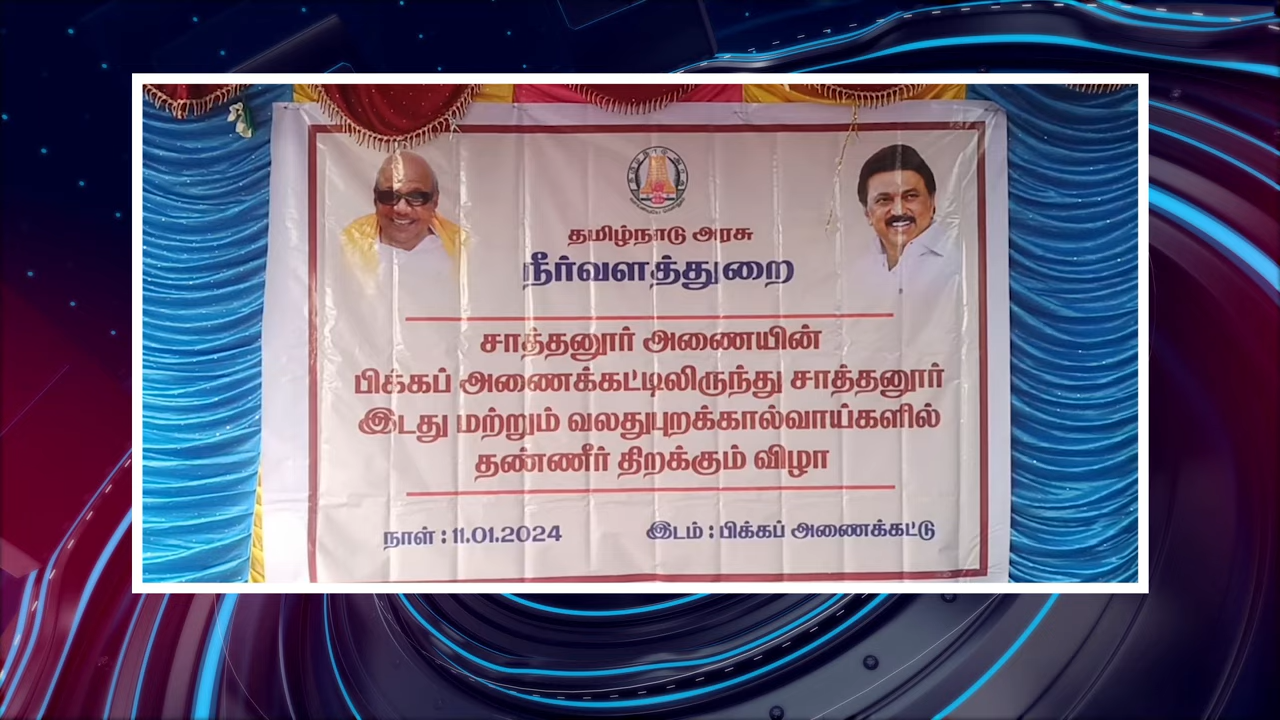 தமிழ்நாடு அரசு
நீர்வளத்துறை
சாத்தனூர் அணையின்
பிக்கப் அணைக்கட்டிலிருந்து சாத்தனூர்
இடது மற்றும் வலதுபுறக்கால்வாய்களில்
தண்ணீர் திறக்கும் விழா
நாள் : 11.01.2024 இடம் : பிக்கப் அணைக்கட்டு